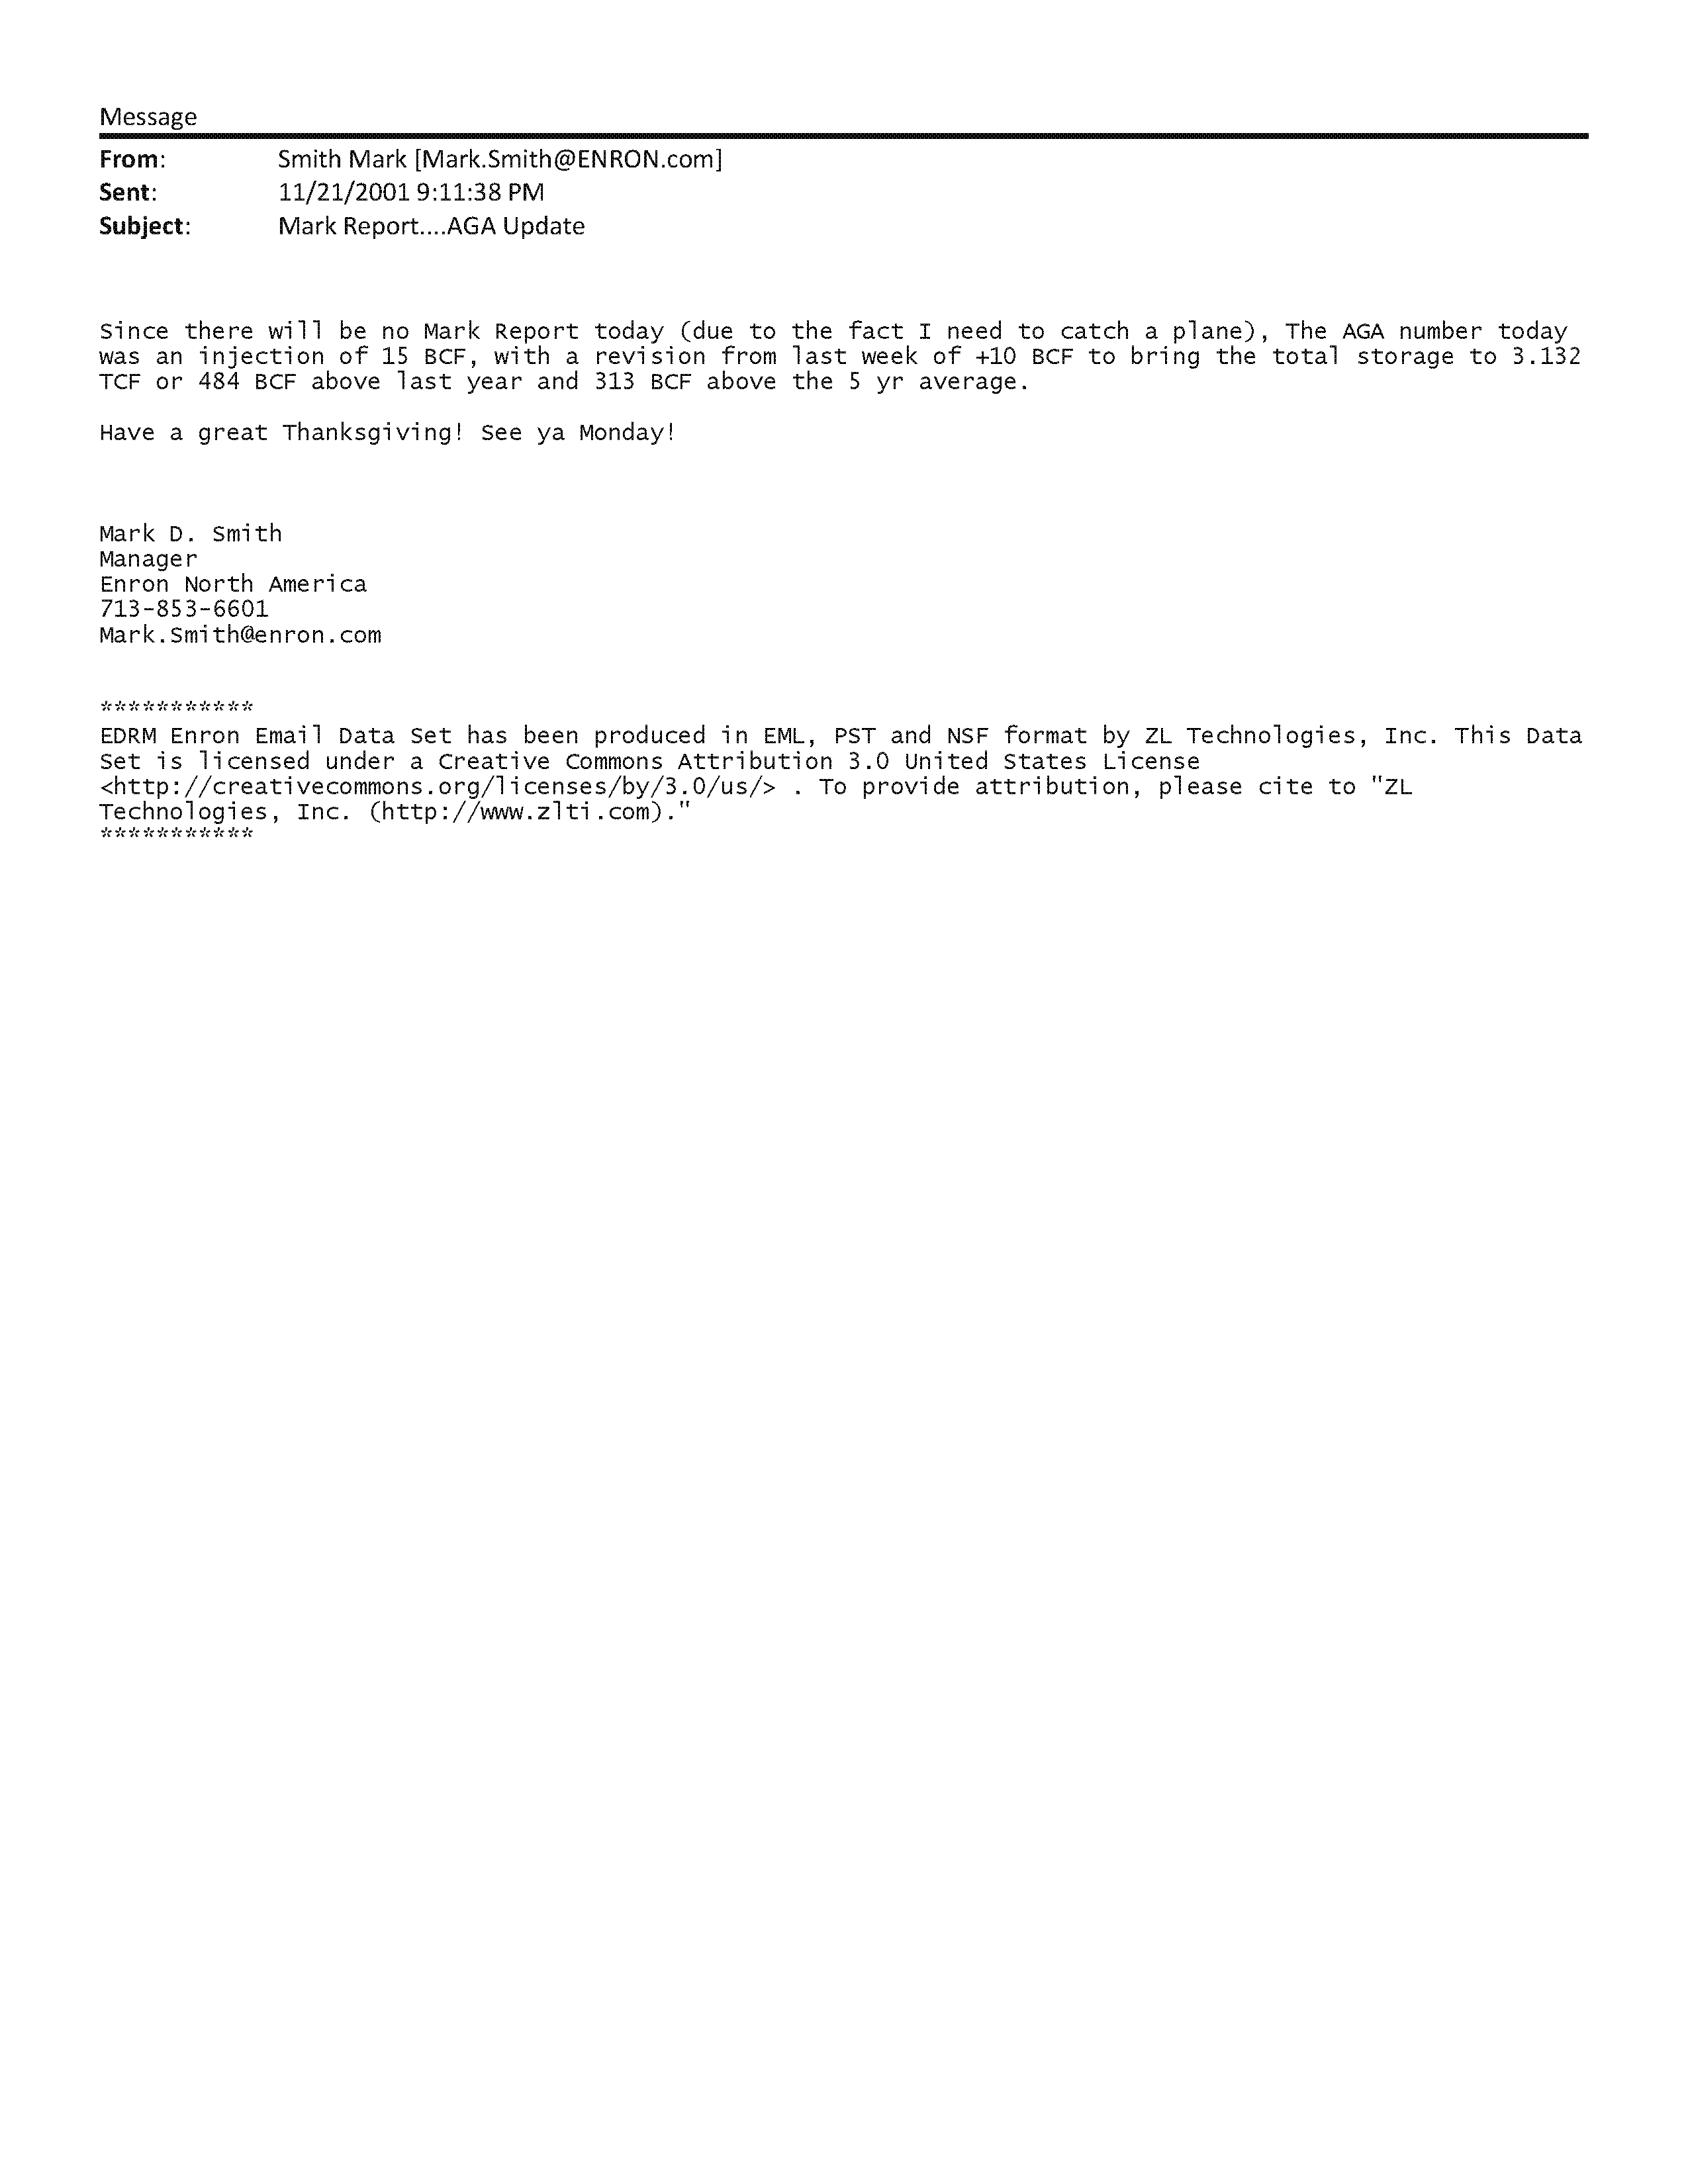 Message
From: Smith Mark [Mark.Smith@ENRON.com]
Sent: 11/21/2001 9:11:38 PM
Subject: Mark Report....AGA Update
Since there will be no Mark Report today (due to the fact I need to catch a plane), The AGA number today
was an injection of 15 BCF, with a revision from last week of +10 BCF to bring the total storage to 3.132
TCF or 484 BCF above last year and 313 BCF above the 5 yr average.
Have a great Thanksgiving! See ya Monday!
Mark D. Smith
Manager
Enron North America
713-853-6601
Mark.Smith@enron.com
***********
EDRM Enron Email Data Set has been produced in EML, PST and NSF format by ZL Technologies, Inc. This Data
Set is licensed under a Creative Commons Attribution 3.0 United States License
<http://creativecommons.org/licenses/by/3.0/us/> . To provide attribution, please cite to "ZL
Technologies, Inc. (http://www.zlti.com)."
***********